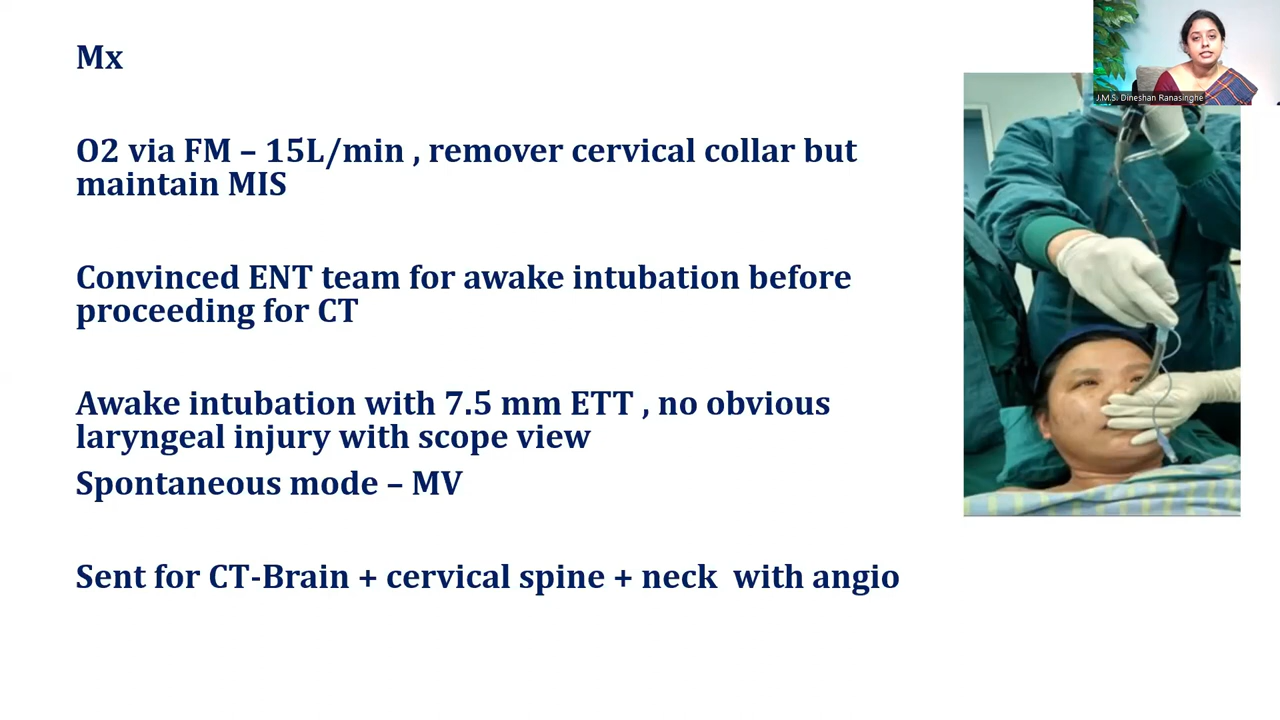 Mx
O2 via FM – 15L/min , remover cervical collar but
maintain MIS
Convinced ENT team for awake intubation before
proceeding for CT
Awake intubation with 7.5 mm ETT , no obvious
laryngeal injury with scope view
Spontaneous mode – MV
Sent for CT-Brain + cervical spine + neck  with angio
J.M.S. Dineshan Ranasinghe